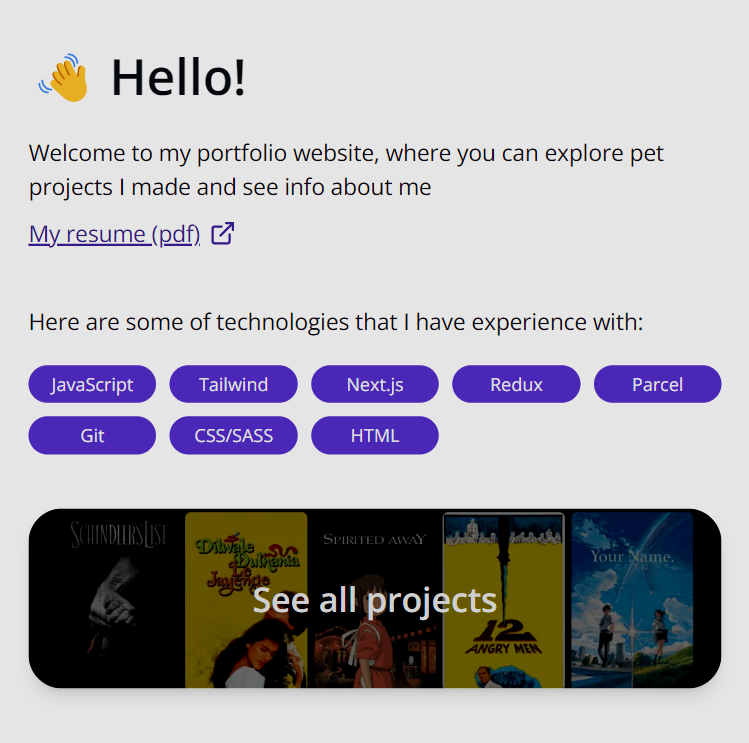 Hello!
Welcome to my portfolio website, where you can explore pet
projects I made and see info about me
My resume (pdf)
Here are some of technologies that I have experience with:
JavaScript
Tailwind
Next.js
Redux
Parcel
Git
CSS/SASS
HTML
SCHINDLER'S LIST
Dilwale
Dulhania
Le
Jayenge
SPIRITED AWAY
12
ANGRY MEN
Your Name.
See all projects